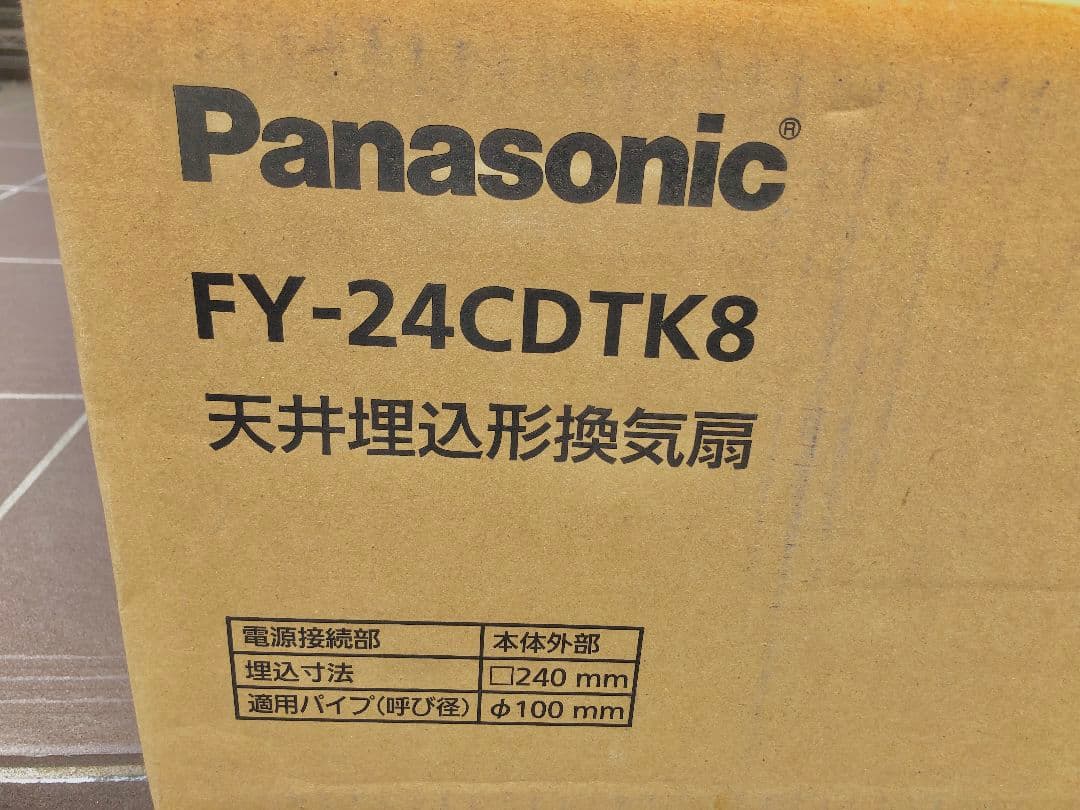 Panasonic®
FY-24CDTK8
天井埋込形換気扇
電源接続部 本体外部
埋込寸法 □240 mm
適用パイプ(呼び径) φ100 mm